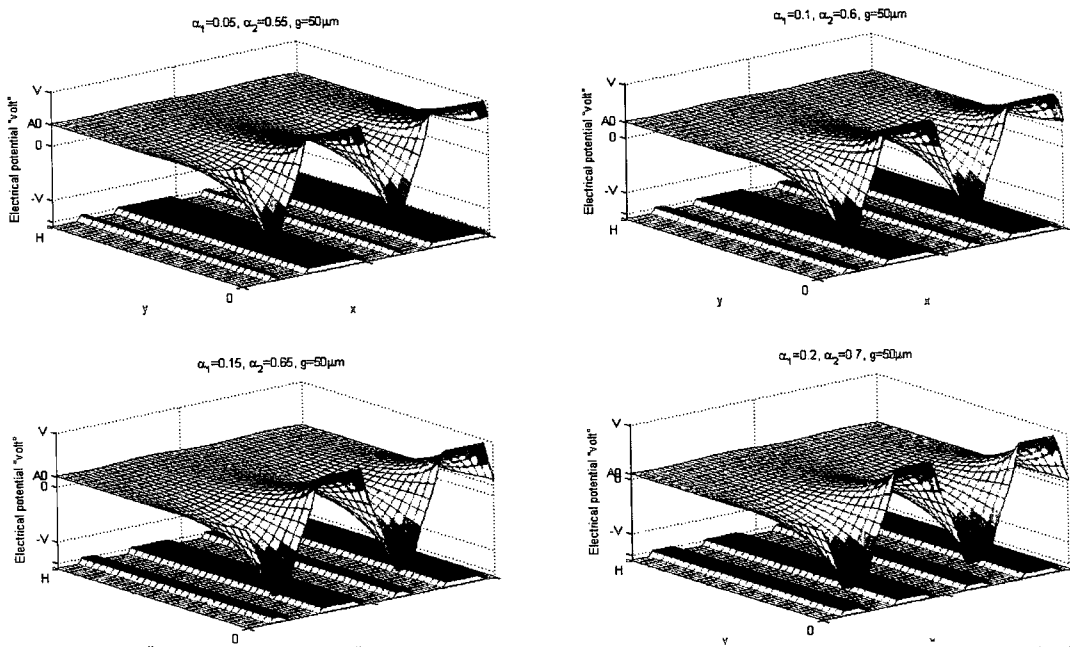 α₁=0.05, α₂=0.55, g=50μm
V
A0
0
-V
H
Electrical potential "volt"
0
y
x
α₁=0.1, α₂=0.6, g=50μm
V
A0
0
-V
H
Electrical potential "volt"
0
y
x
α₁=0.15, α₂=0.65, g=50μm
V
A0
0
-V
H
Electrical potential "volt"
0
α₁=0.2, α₂=0.7, g=50μm
V
A0
-V
H
Electrical potential "volt"
0
y